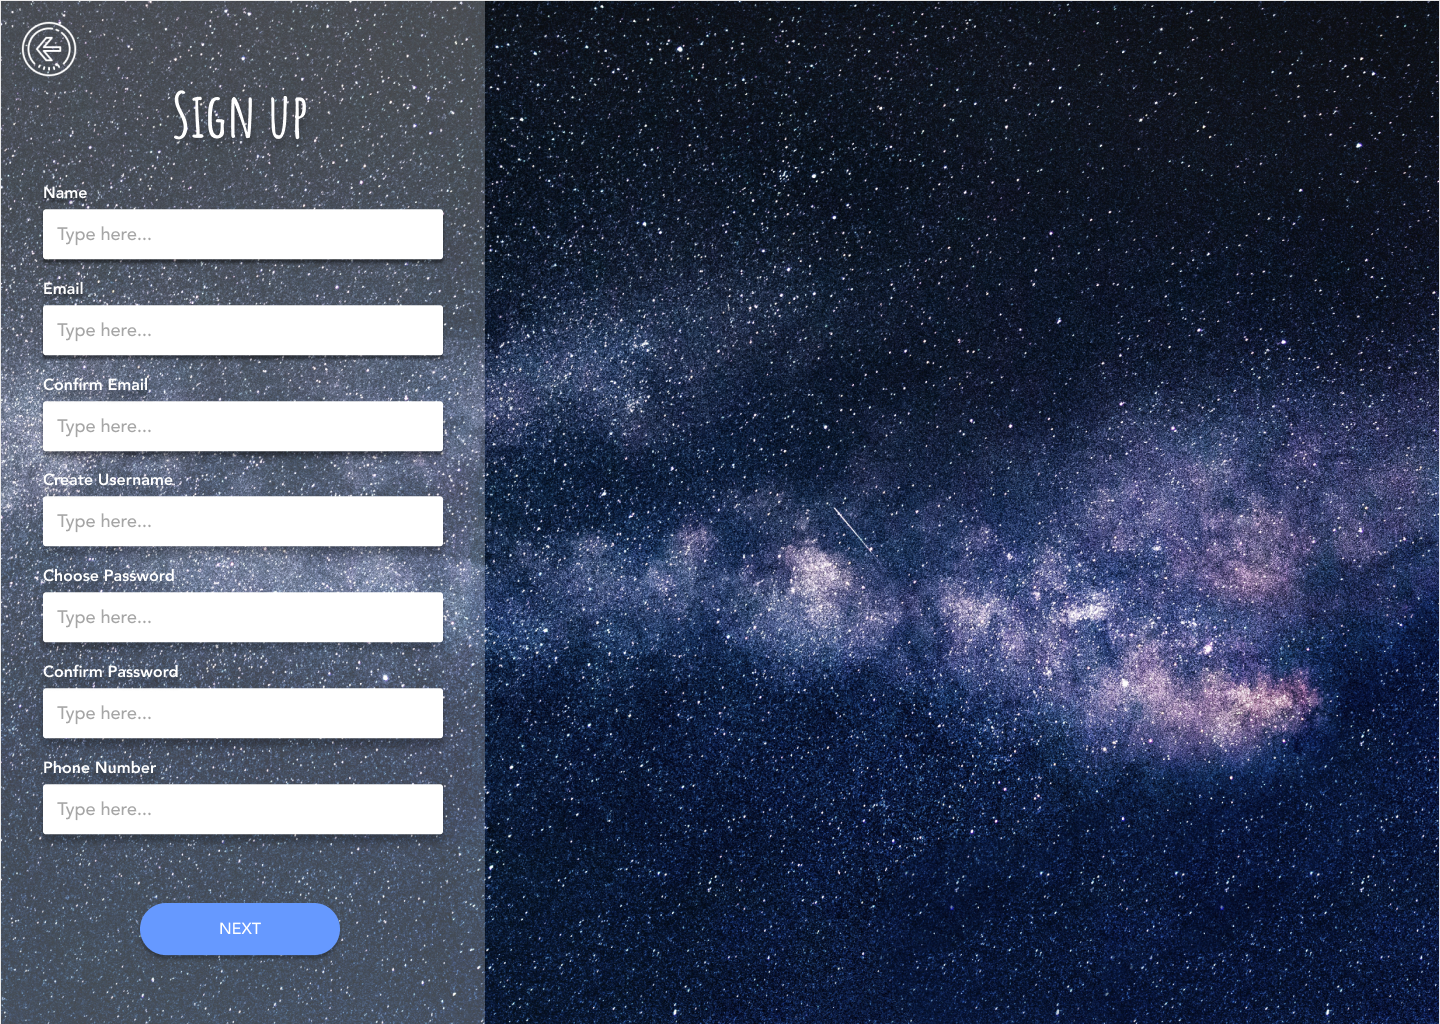 Sign up
Name
Type here...
Email
Type here...
Confirm Email
Type here...
Create Username
Type here...
Choose Password
Type here...
Confirm Password
Type here...
Phone Number
Type here...
NEXT